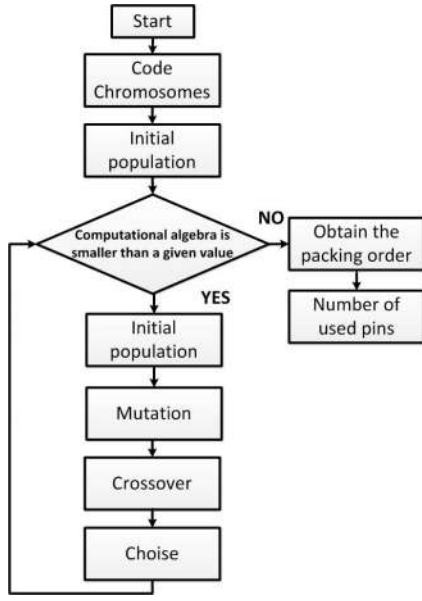 Start
Code
Chromosomes
Initial
population
Computational algebra is
smaller than a given value
NO
Obtain the
packing order
Number of
used pins
YES
Initial
population
Mutation
Crossover
Choise